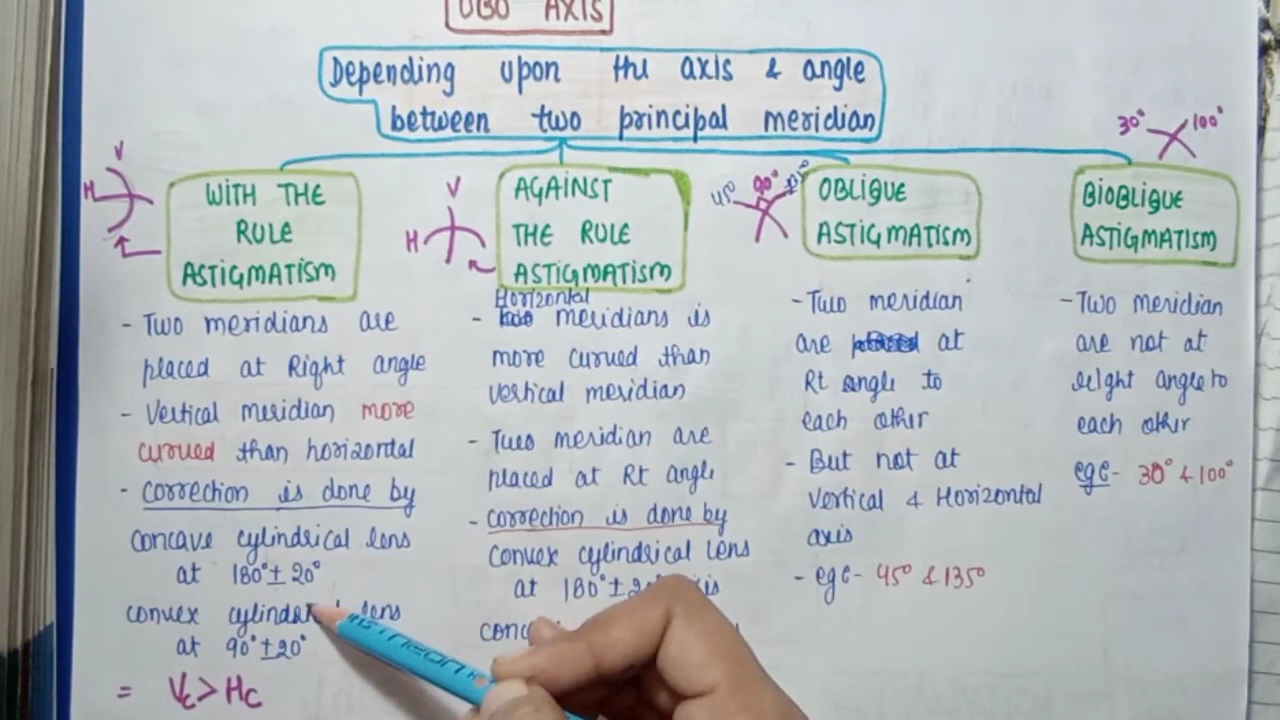 AXIS
Depending upon the axis & angle
between two principal meridian
V
H
WITH THE
RULE
ASTIGMATISM
- Two meridians are
placed at Right angle
- Vertical meridian more
curved than horizontal
- correction is done by
concave cylindrical lens
at 180° ± 20°
convex lens
at 90° ± 20°
= Vc > Hc
V
H
AGAINST
THE RULE
ASTIGMATISM
Horizontal
- meridians is
more curved than
vertical meridian
- Two meridian are
placed at Rt angle
- correction is done by
convex cylindrical lens
at 180° ±
45° 90°
OBLIQUE
ASTIGMATISM
- Two meridian
are at
Rt angle to
each other
- But not at
vertical & Horizontal
axis
- eg:- 45° & 135°
30° 100°
BIOBLIQUE
ASTIGMATISM
- Two meridian
are not at
right angle to
each other
eg:- 30° & 100°